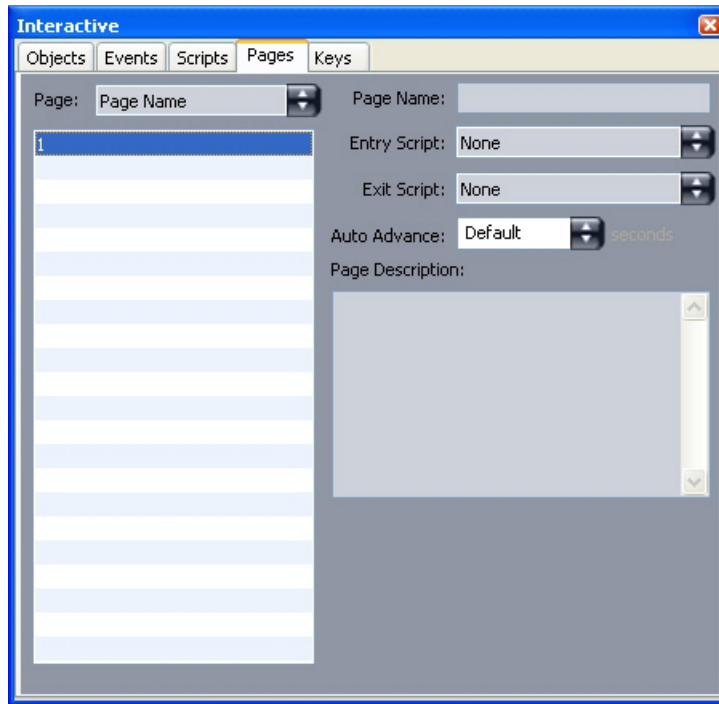 Interactive
Objects Events Scripts Pages Keys
Page: Page Name
1
Page Name:
Entry Script: None
Exit Script: None
Auto Advance: Default seconds
Page Description: